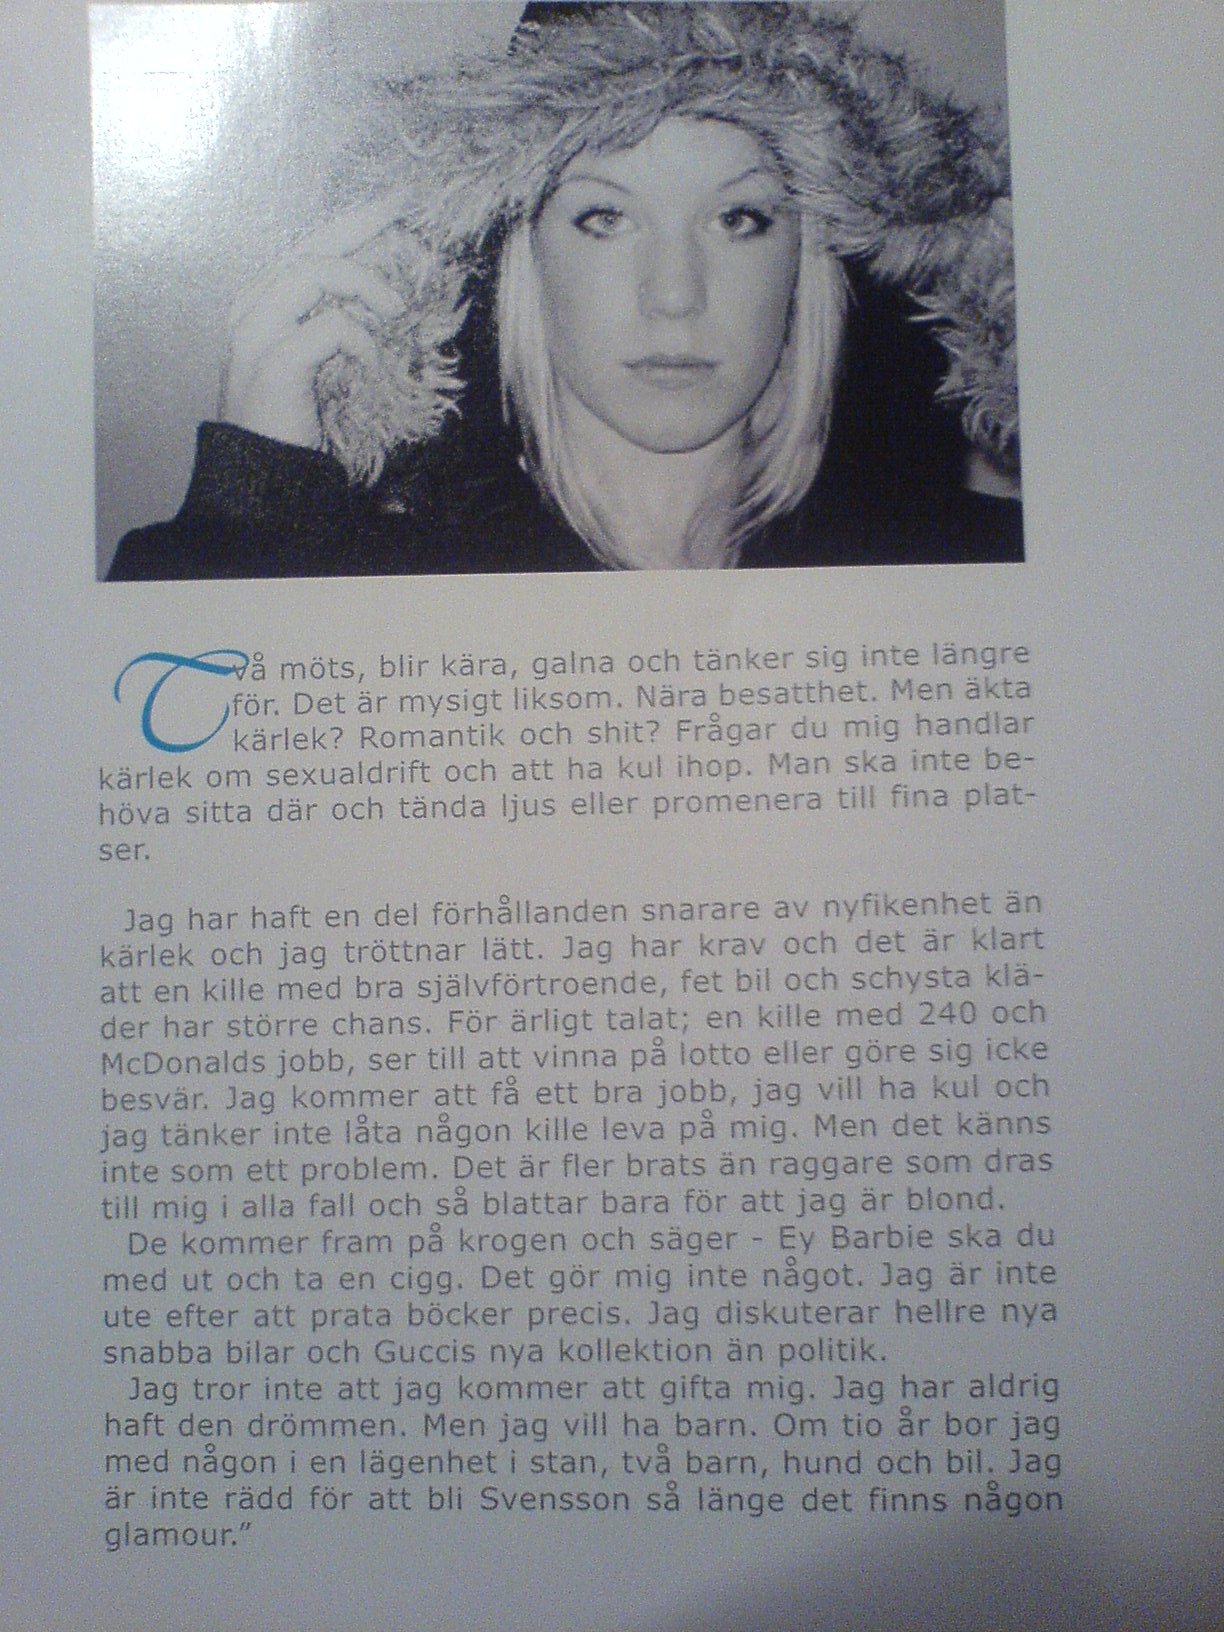 Två möts, blir kära, galna och tänker sig inte längre
för. Det är mysigt liksom. Nära besatthet. Men äkta
kärlek? Romantik och shit? Frågar du mig handlar
kärlek om sexualdrift och att ha kul ihop. Man ska inte be-
höva sitta där och tända ljus eller promenera till fina plat-
ser.
Jag har haft en del förhållanden snarare av nyfikenhet än
kärlek och jag tröttnar lätt. Jag har krav och det är klart
att en kille med bra självförtroende, fet bil och schysta klä-
der har större chans. För ärligt talat; en kille med 240 och
McDonalds jobb, ser till att vinna på lotto eller göre sig icke
besvär. Jag kommer att få ett bra jobb, jag vill ha kul och
jag tänker inte låta någon kille leva på mig. Men det känns
inte som ett problem. Det är fler brats än raggare som dras
till mig i alla fall och så blattar bara för att jag är blond.
De kommer fram på krogen och säger - Ey Barbie ska du
med ut och ta en cigg. Det gör mig inte något. Jag är inte
ute efter att prata böcker precis. Jag diskuterar hellre nya
snabba bilar och Guccis nya kollektion än politik.
Jag tror inte att jag kommer att gifta mig. Jag har aldrig
haft den drömmen. Men jag vill ha barn. Om tio år bor jag
med någon i en lägenhet i stan, två barn, hund och bil. Jag
är inte rädd för att bli Svensson så länge det finns någon
glamour.”